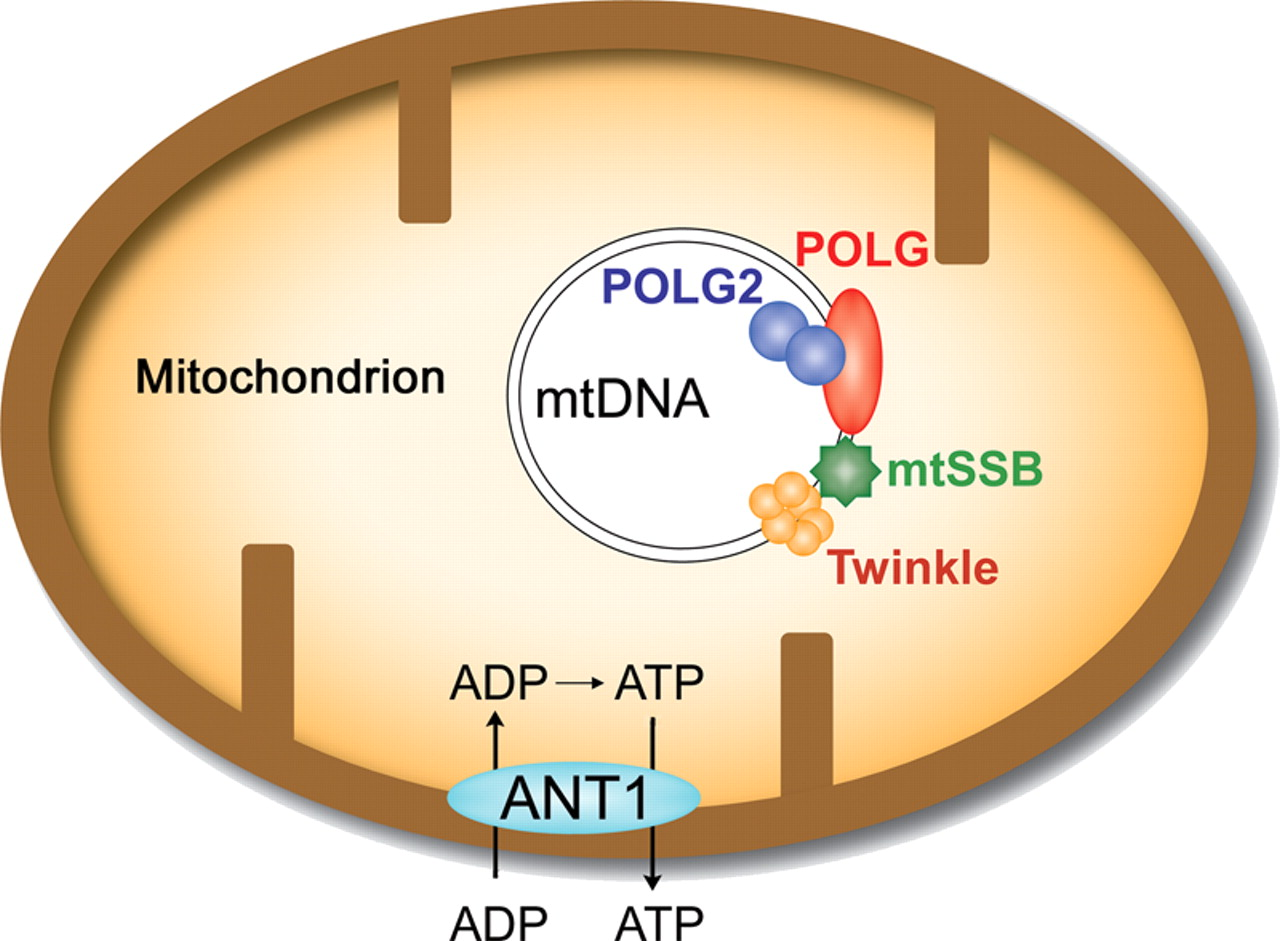 POLG
POLG2
Mitochondrion
mtDNA
mtSSB
Twinkle
ADP → ATP
ANT1
ADP ATP